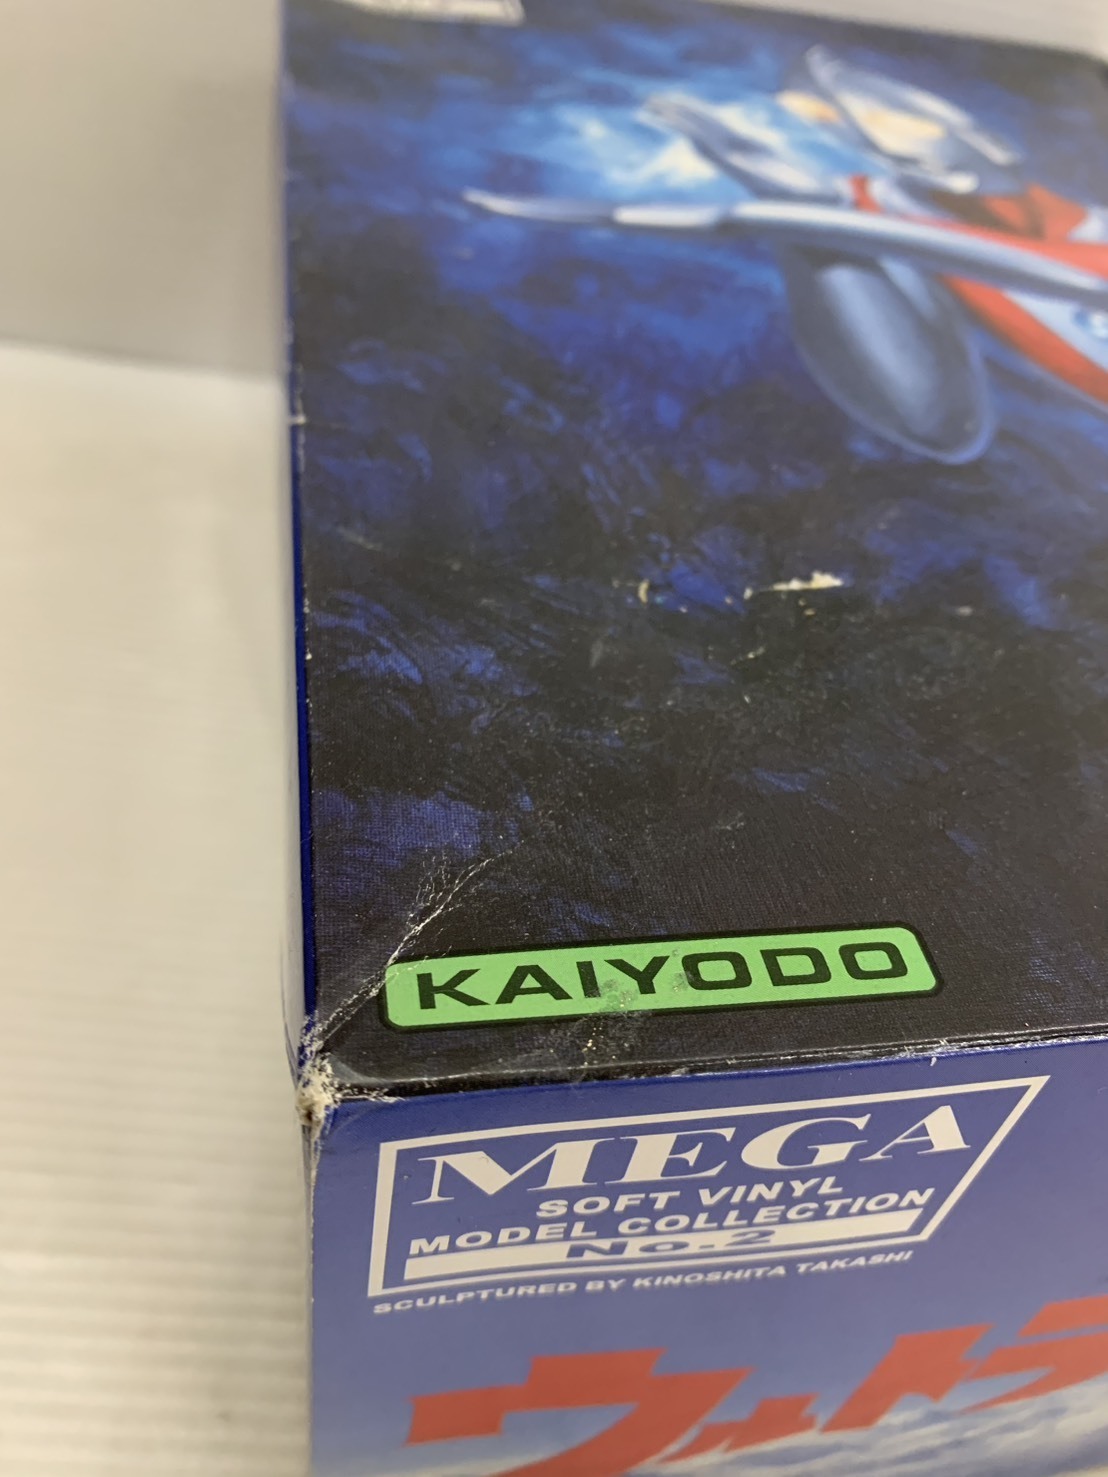 KAIYODO
MEGA
SOFT VINYL
MODEL COLLECTION
No.2
SCULPTURED BY KINOSHITA TAKASHI
ウルトラ